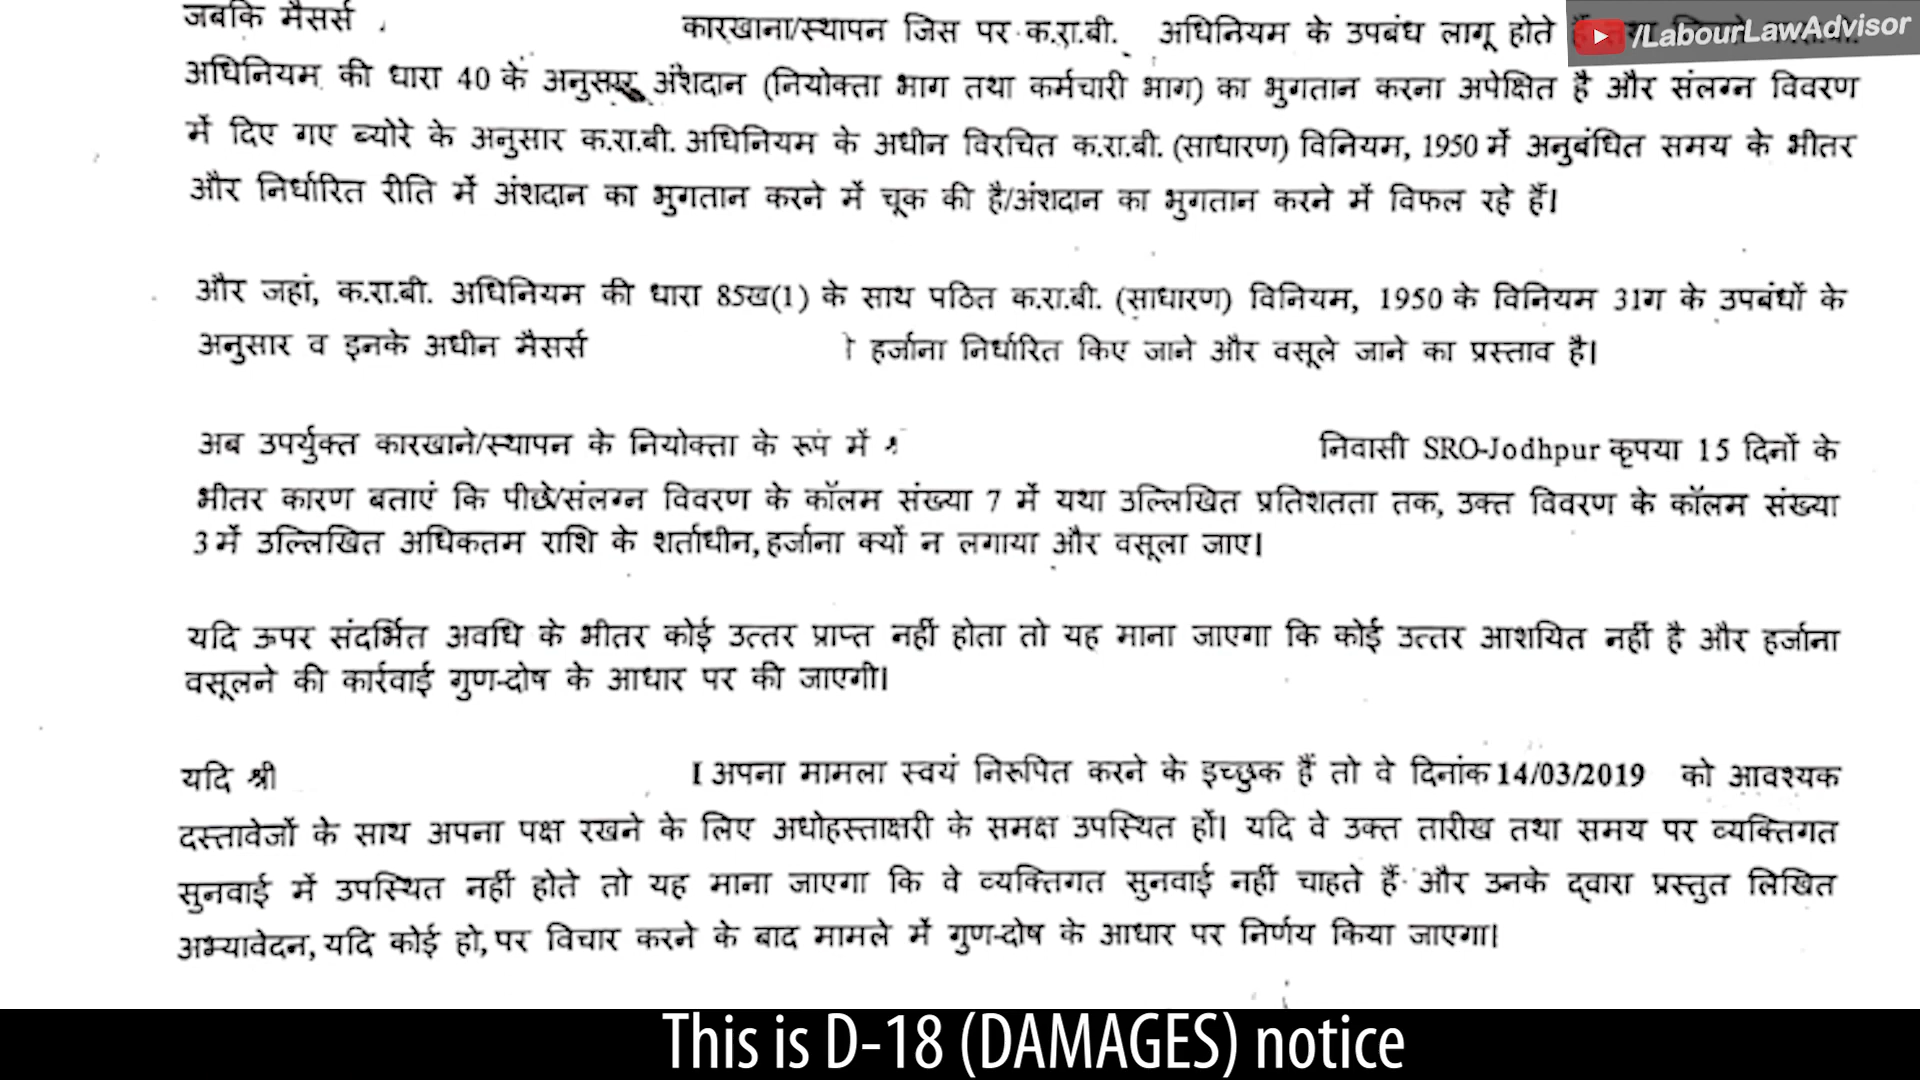 जबकि मैसर्स कारखाना/स्थापन जिस पर क.रा.बी. अधिनियम के उपबंध लागू होते
/LabourLawAdvisor
अधिनियम की धारा 40 के अनुसार अंशदान (नियोक्ता भाग तथा कर्मचारी भाग) का भुगतान करना अपेक्षित है और संलग्न विवरण
में दिए गए ब्योरे के अनुसार क.रा.बी. अधिनियम के अधीन विरचित क.रा.बी. (साधारण) विनियम, 1950 में अनुबंधित समय के भीतर
और निर्धारित रीति में अंशदान का भुगतान करने में चूक की है/अंशदान का भुगतान करने में विफल रहे हैं।
और जहां, क.रा.बी. अधिनियम की धारा 85ख(1) के साथ पठित क.रा.बी. (साधारण) विनियम, 1950 के विनियम 31ग के उपबंधों के
अनुसार व इनके अधीन मैसर्स हर्जाना निर्धारित किए जाने और वसूले जाने का प्रस्ताव है।
अब उपर्युक्त कारखाने/स्थापन के नियोक्ता के रूप में निवासी SRO-Jodhpur कृपया 15 दिनों के
भीतर कारण बताएं कि पीछे/संलग्न विवरण के कॉलम संख्या 7 में यथा उल्लिखित प्रतिशतता तक, उक्त विवरण के कॉलम संख्या
3 में उल्लिखित अधिकतम राशि के शर्ताधीन, हर्जाना क्यों न लगाया और वसूला जाए।
यदि ऊपर संदर्भित अवधि के भीतर कोई उत्तर प्राप्त नहीं होता तो यह माना जाएगा कि कोई उत्तर आशयित नहीं है और हर्जाना
वसूलने की कार्रवाई गुण-दोष के आधार पर की जाएगी।
यदि श्री अपना मामला स्वयं निरुपित करने के इच्छुक हैं तो वे दिनांक 14/03/2019 को आवश्यक
दस्तावेजों के साथ अपना पक्ष रखने के लिए अधोहस्ताक्षरी के समक्ष उपस्थित हों। यदि वे उक्त तारीख तथा समय पर व्यक्तिगत
सुनवाई में उपस्थित नहीं होते तो यह माना जाएगा कि वे व्यक्तिगत सुनवाई नहीं चाहते हैं और उनके द्वारा प्रस्तुत लिखित
अभ्यावेदन, यदि कोई हो, पर विचार करने के बाद मामले में गुण-दोष के आधार पर निर्णय किया जाएगा।
This is D-18 (DAMAGES) notice